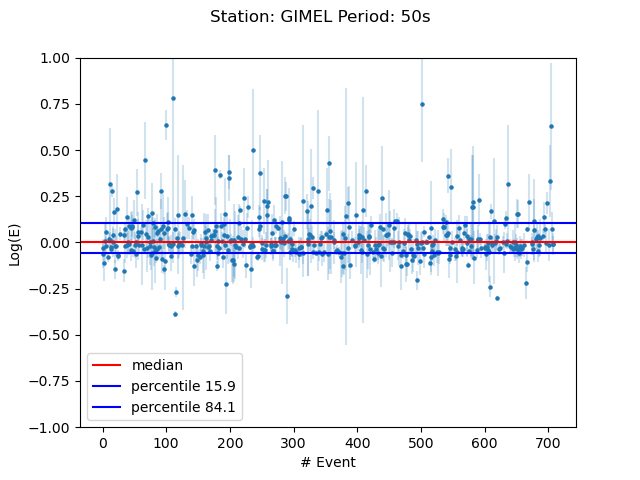 Station: GIMEL Period: 50s
1.00
0.75
0.50
0.25
0.00
−0.25
−0.50
−0.75
−1.00
Log(E)
median
percentile 15.9
percentile 84.1
0 100 200 300 400 500 600 700
# Event